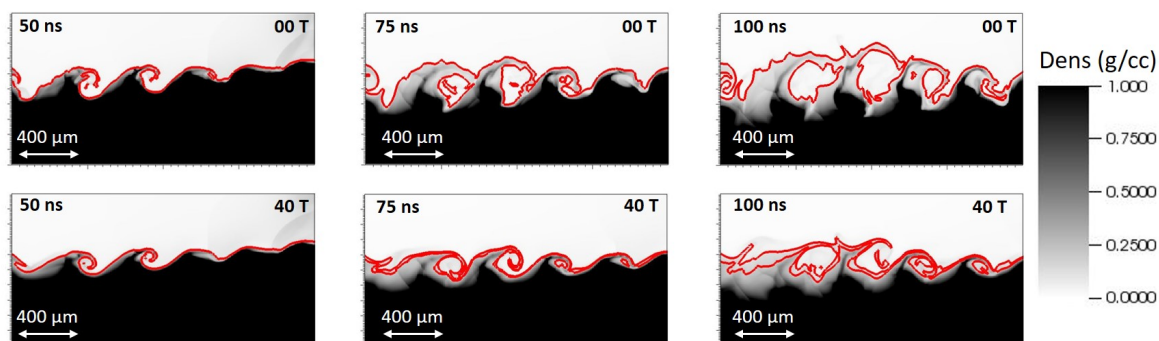 50 ns 00 T
75 ns 00 T
100 ns 00 T
400 µm
400 µm
400 µm
50 ns 40 T
75 ns 40 T
100 ns 40 T
400 µm
400 µm
400 µm
Dens (g/cc)
1.000
0.7500
0.5000
0.2500
0.0000